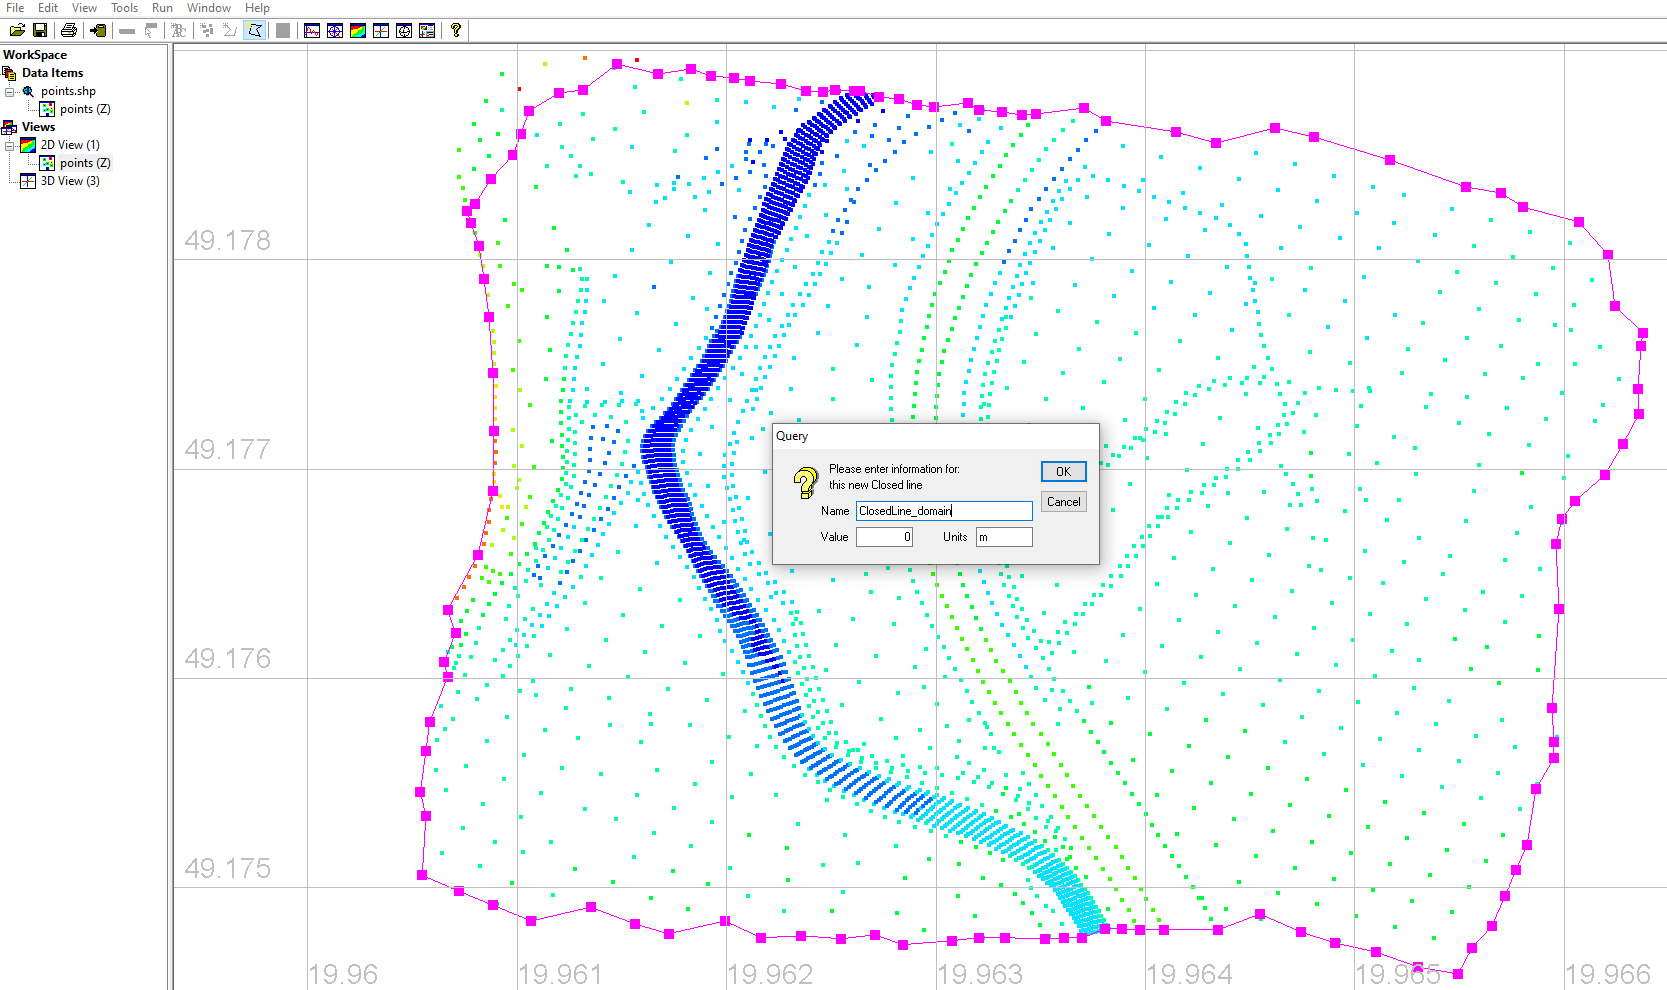 File Edit View Tools Run Window Help
WorkSpace
Data Items
points.shp
points (Z)
Views
2D View (1)
points (Z)
3D View (3)
49.178
49.177
49.176
49.175
19.96 19.961 19.962 19.963 19.964 19.965 19.966
Query
Please enter information for:
this new Closed line
Name ClosedLine_domain
Value 0 Units m
OK
Cancel